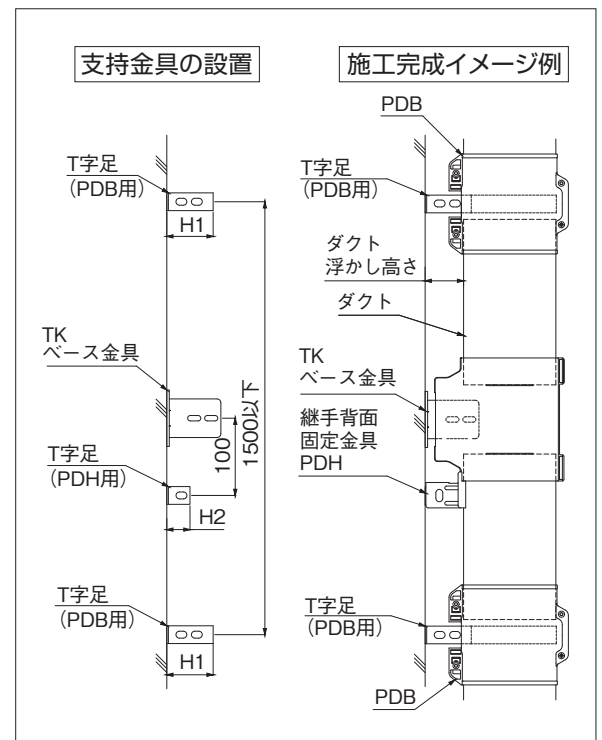 支持金具の設置
T字足
(PDB用)
H1
TK
ベース金具
100
1500以下
T字足
(PDH用)
H2
T字足
(PDB用)
H1
施工完成イメージ例
PDB
T字足
(PDB用)
ダクト
浮かし高さ
ダクト
TK
ベース金具
継手背面
固定金具
PDH
T字足
(PDB用)
PDB